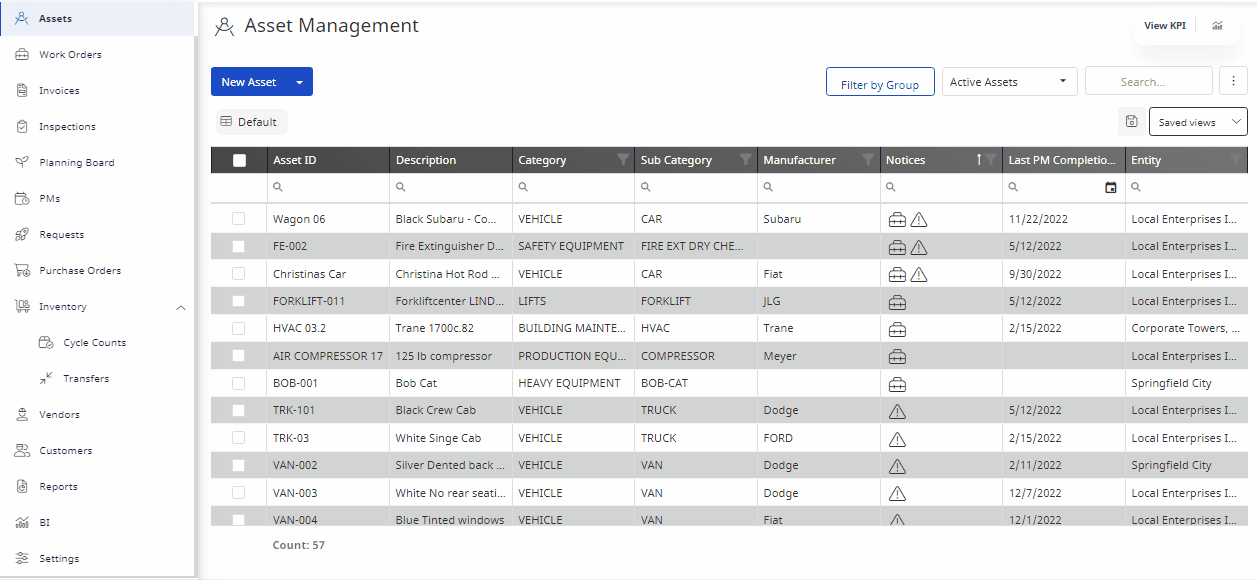 Assets
Work Orders
Invoices
Inspections
Planning Board
PMs
Requests
Purchase Orders
Inventory
Cycle Counts
Transfers
Vendors
Customers
Reports
BI
Settings
Asset Management
View KPI
New Asset
Filter by Group
Active Assets
Search...
Default
Saved views
Asset ID Description Category Sub Category Manufacturer Notices Last PM Completio... Entity
Wagon 06 Black Subaru - Co... VEHICLE CAR Subaru 11/22/2022 Local Enterprises I...
FE-002 Fire Extinguisher D... SAFETY EQUIPMENT FIRE EXT DRY CHE... 5/12/2022 Local Enterprises I...
Christinas Car Christina Hot Rod ... VEHICLE CAR Fiat 9/30/2022 Local Enterprises I...
FORKLIFT-011 Forkliftcenter LIND... LIFTS FORKLIFT JLG 5/12/2022 Local Enterprises I...
HVAC 03.2 Trane 1700c.82 BUILDING MAINTE... HVAC Trane 2/15/2022 Corporate Towers, ...
AIR COMPRESSOR 17 125 lb compressor PRODUCTION EQU... COMPRESSOR Meyer Local Enterprises I...
BOB-001 Bob Cat HEAVY EQUIPMENT BOB-CAT Springfield City
TRK-101 Black Crew Cab VEHICLE TRUCK Dodge 5/12/2022 Local Enterprises I...
TRK-03 White Singe Cab VEHICLE TRUCK FORD 2/15/2022 Local Enterprises I...
VAN-002 Silver Dented back ... VEHICLE VAN Dodge 2/11/2022 Springfield City
VAN-003 White No rear seati... VEHICLE VAN Dodge 12/7/2022 Local Enterprises I...
VAN-004 Blue Tinted windows VEHICLE VAN Fiat 12/1/2022 Local Enterprises I...
Count: 57